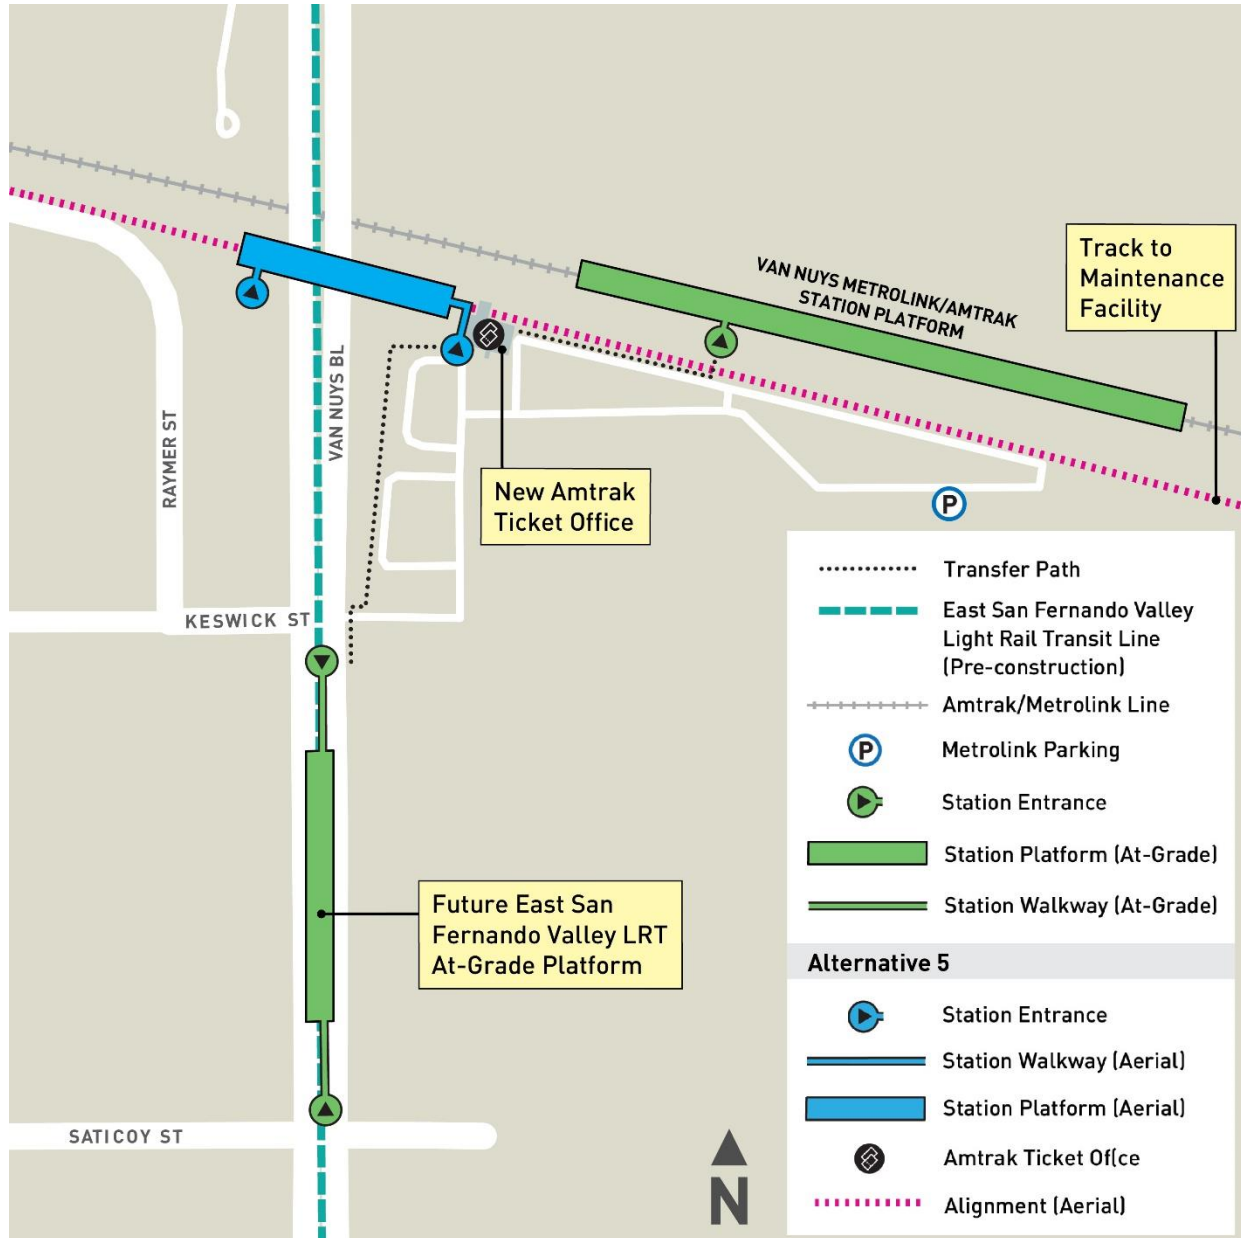 VAN NUYS METROLINK/AMTRAK
STATION PLATFORM
Track to
Maintenance
Facility
VAN NUYS BL
RAYMER ST
New Amtrak
Ticket Office
P
KESWICK ST
Future East San
Fernando Valley LRT
At-Grade Platform
SATICOY ST
N
Transfer Path
East San Fernando Valley
Light Rail Transit Line
(Pre-construction)
Amtrak/Metrolink Line
P
Metrolink Parking
Station Entrance
Station Platform (At-Grade)
Station Walkway (At-Grade)
Alternative 5
Station Entrance
Station Walkway (Aerial)
Station Platform (Aerial)
Amtrak Ticket Of(ce
Alignment (Aerial)